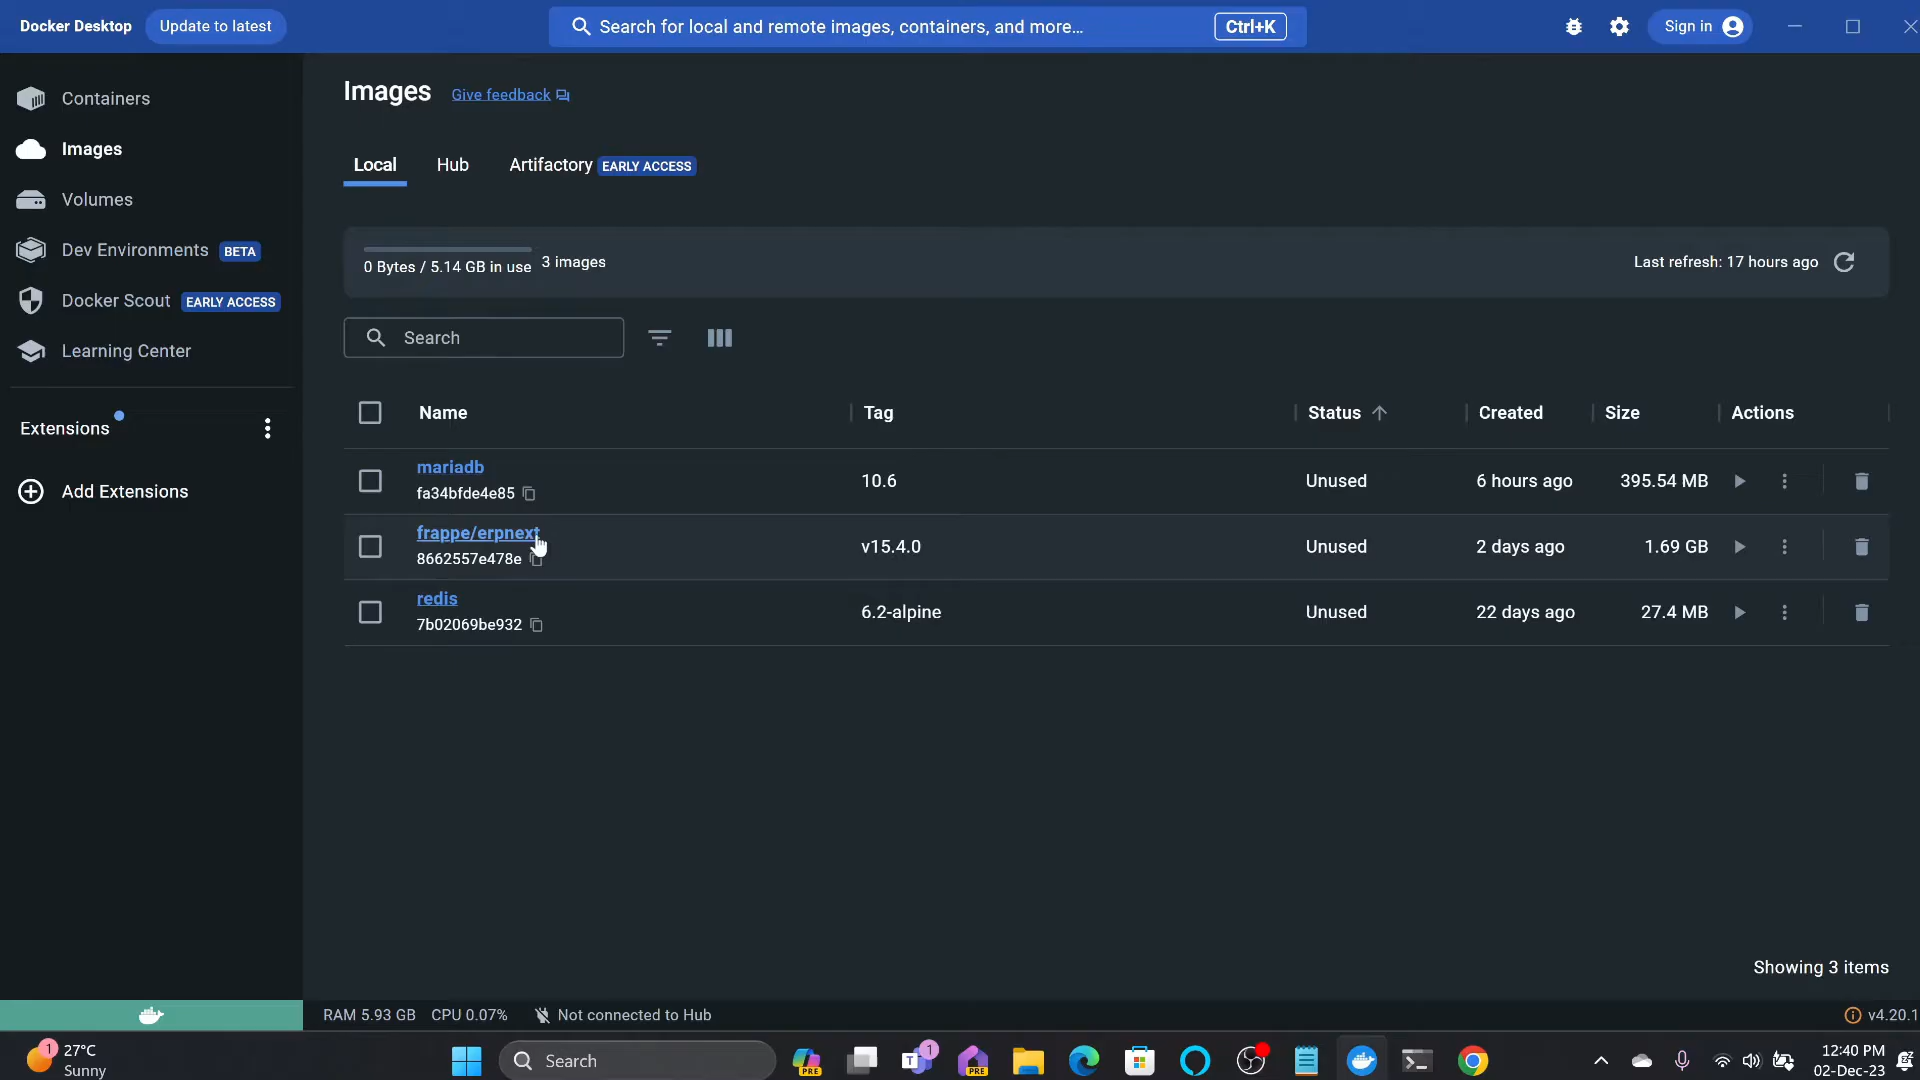 Docker Desktop Update to latest Search for local and remote images, containers, and more... Ctrl+K Sign in
Containers
Images
Volumes
Dev Environments BETA
Docker Scout EARLY ACCESS
Learning Center
Extensions
Add Extensions
Images Give feedback
Local Hub Artifactory EARLY ACCESS
0 Bytes / 5.14 GB in use 3 images Last refresh: 17 hours ago
Search
Name Tag Status Created Size Actions
mariadb
fa34bfde4e85 10.6 Unused 6 hours ago 395.54 MB
frappe/erpnext
8662557e478e v15.4.0 Unused 2 days ago 1.69 GB
redis
7b02069be932 6.2-alpine Unused 22 days ago 27.4 MB
Showing 3 items
RAM 5.93 GB CPU 0.07% Not connected to Hub v4.20.1
1 27°C
Sunny
Search
PRE
1
PRE
12:40 PM
02-Dec-23